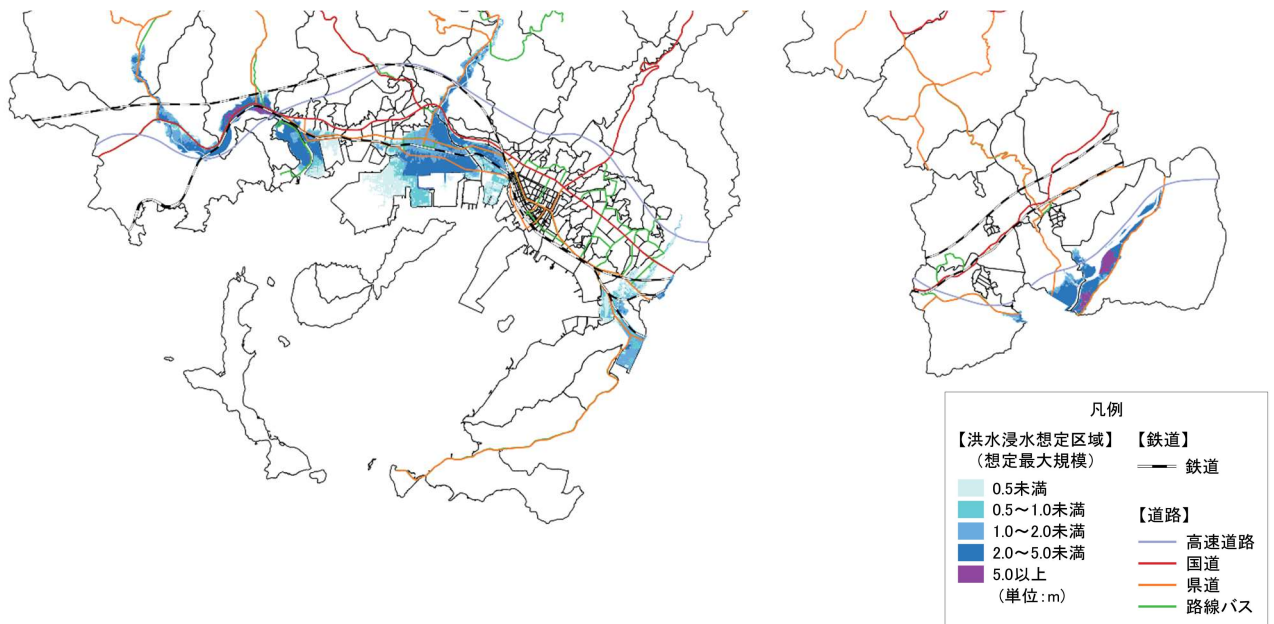 凡例
【洪水浸水想定区域】
(想定最大規模)
0.5未満
0.5~1.0未満
1.0~2.0未満
2.0~5.0未満
5.0以上
(単位:m)
【鉄道】
鉄道
【道路】
高速道路
国道
県道
路線バス